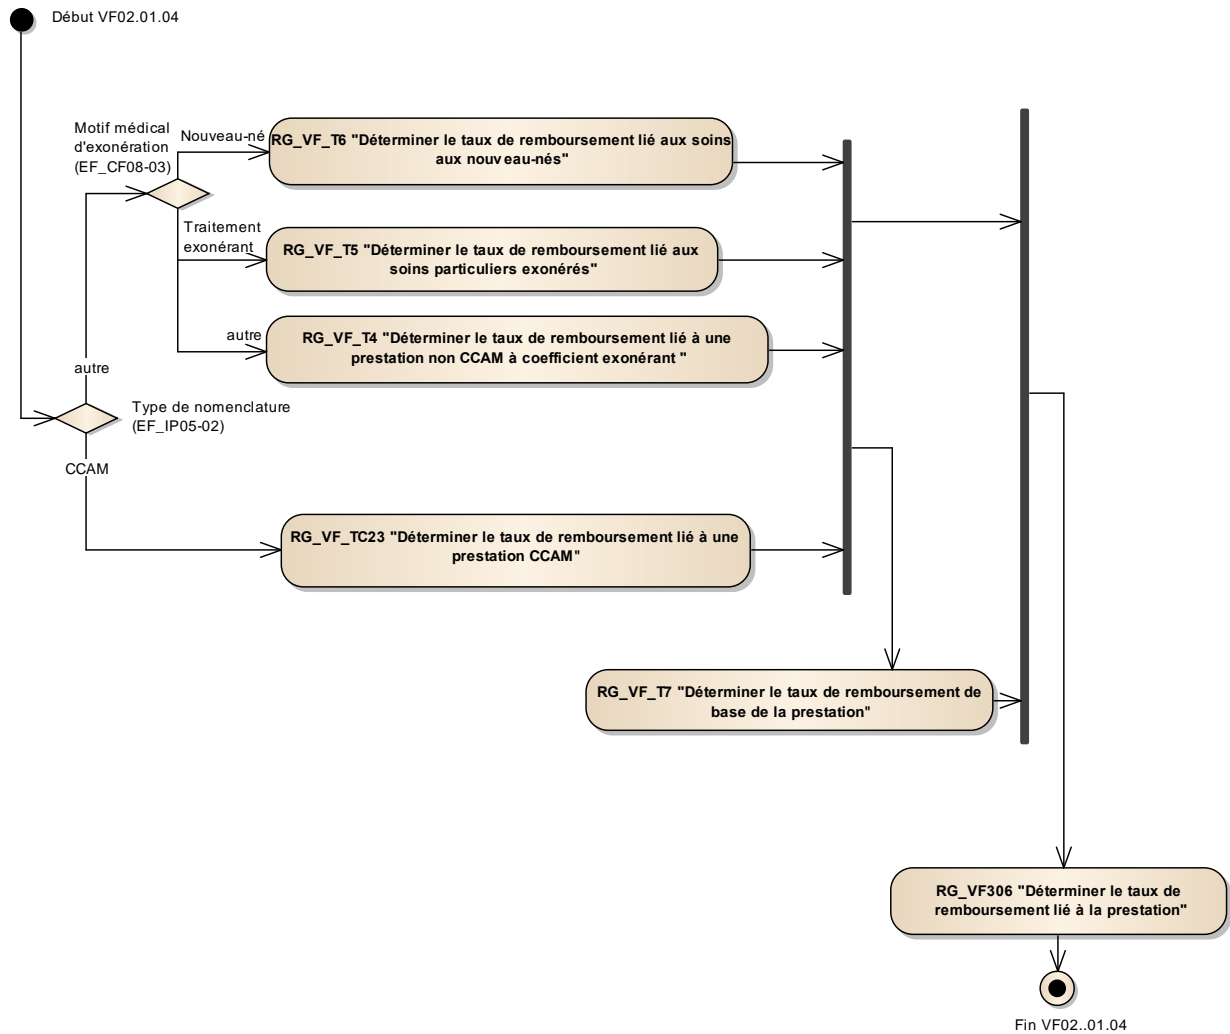 Début VF02.01.04
Motif médical
d'exonération
(EF_CF08-03)
Nouveau-né
RG_VF_T6 "Déterminer le taux de remboursement lié aux soins
aux nouveau-nés"
Traitement
exonérant
RG_VF_T5 "Déterminer le taux de remboursement lié aux
soins particuliers exonérés"
autre
RG_VF_T4 "Déterminer le taux de remboursement lié à une
prestation non CCAM à coefficient exonérant "
autre
Type de nomenclature
(EF_IP05-02)
CCAM
RG_VF_TC23 "Déterminer le taux de remboursement lié à une
prestation CCAM"
RG_VF_T7 "Déterminer le taux de remboursement de
base de la prestation"
RG_VF306 "Déterminer le taux de
remboursement lié à la prestation"
Fin VF02..01.04